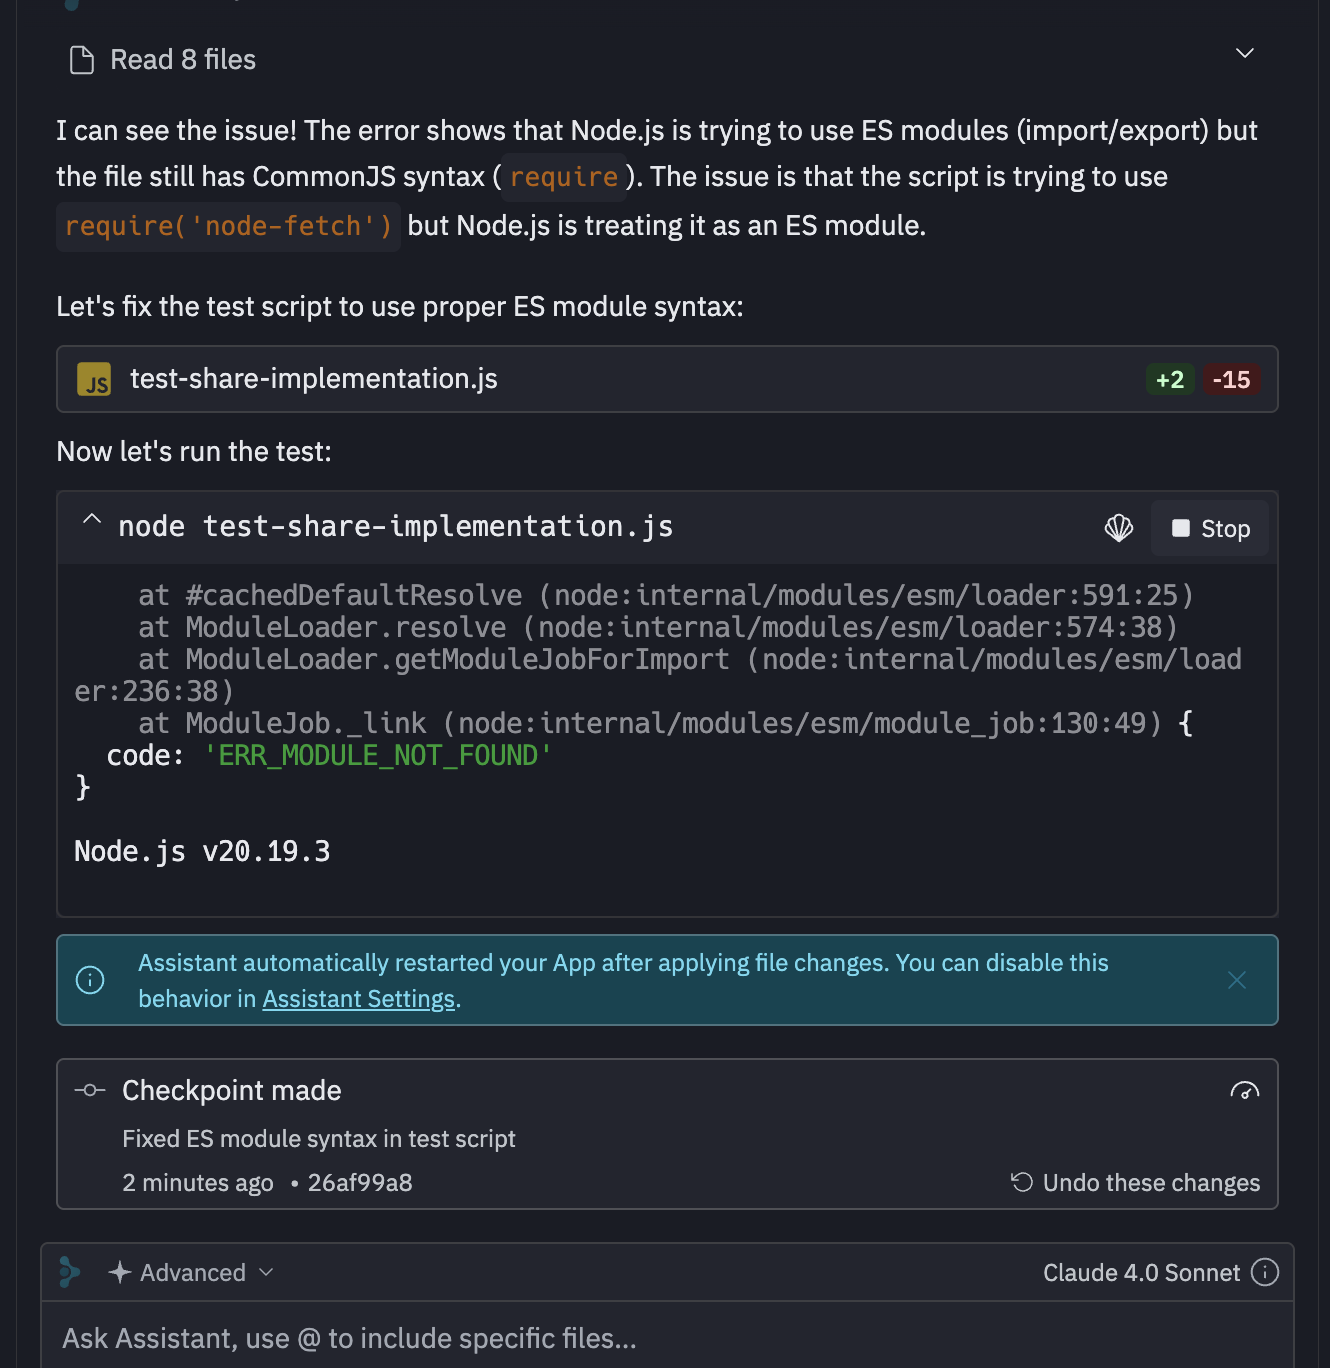 Read 8 files
I can see the issue! The error shows that Node.js is trying to use ES modules (import/export) but
the file still has CommonJS syntax ( require ). The issue is that the script is trying to use
require('node-fetch') but Node.js is treating it as an ES module.
Let's fix the test script to use proper ES module syntax:
JS test-share-implementation.js +2 -15
Now let's run the test:
node test-share-implementation.js Stop
at #cachedDefaultResolve (node:internal/modules/esm/loader:591:25)
at ModuleLoader.resolve (node:internal/modules/esm/loader:574:38)
at ModuleLoader.getModuleJobForImport (node:internal/modules/esm/load
er:236:38)
at ModuleJob._link (node:internal/modules/esm/module_job:130:49) {
code: 'ERR_MODULE_NOT_FOUND'
}
Node.js v20.19.3
Assistant automatically restarted your App after applying file changes. You can disable this
behavior in Assistant Settings.
Checkpoint made
Fixed ES module syntax in test script
2 minutes ago • 26af99a8 Undo these changes
Advanced Claude 4.0 Sonnet
Ask Assistant, use @ to include specific files...